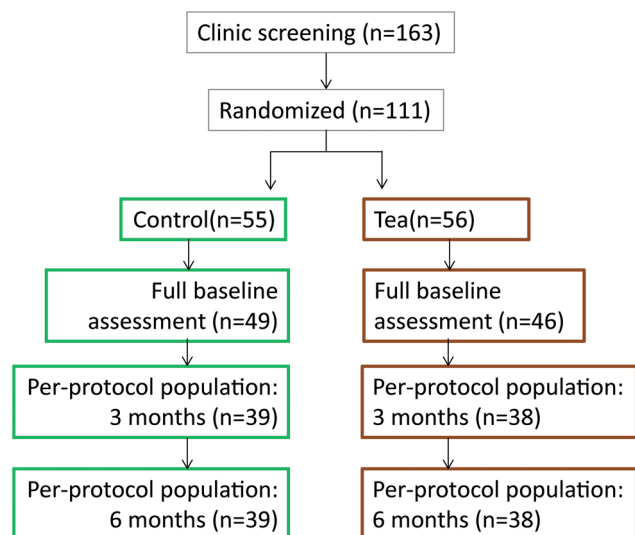 Clinic screening (n=163)
Randomized (n=111)
Control(n=55)
Tea(n=56)
Full baseline
assessment (n=49)
Full baseline
assessment (n=46)
Per-protocol population:
3 months (n=39)
Per-protocol population:
3 months (n=38)
Per-protocol population:
6 months (n=39)
Per-protocol population:
6 months (n=38)